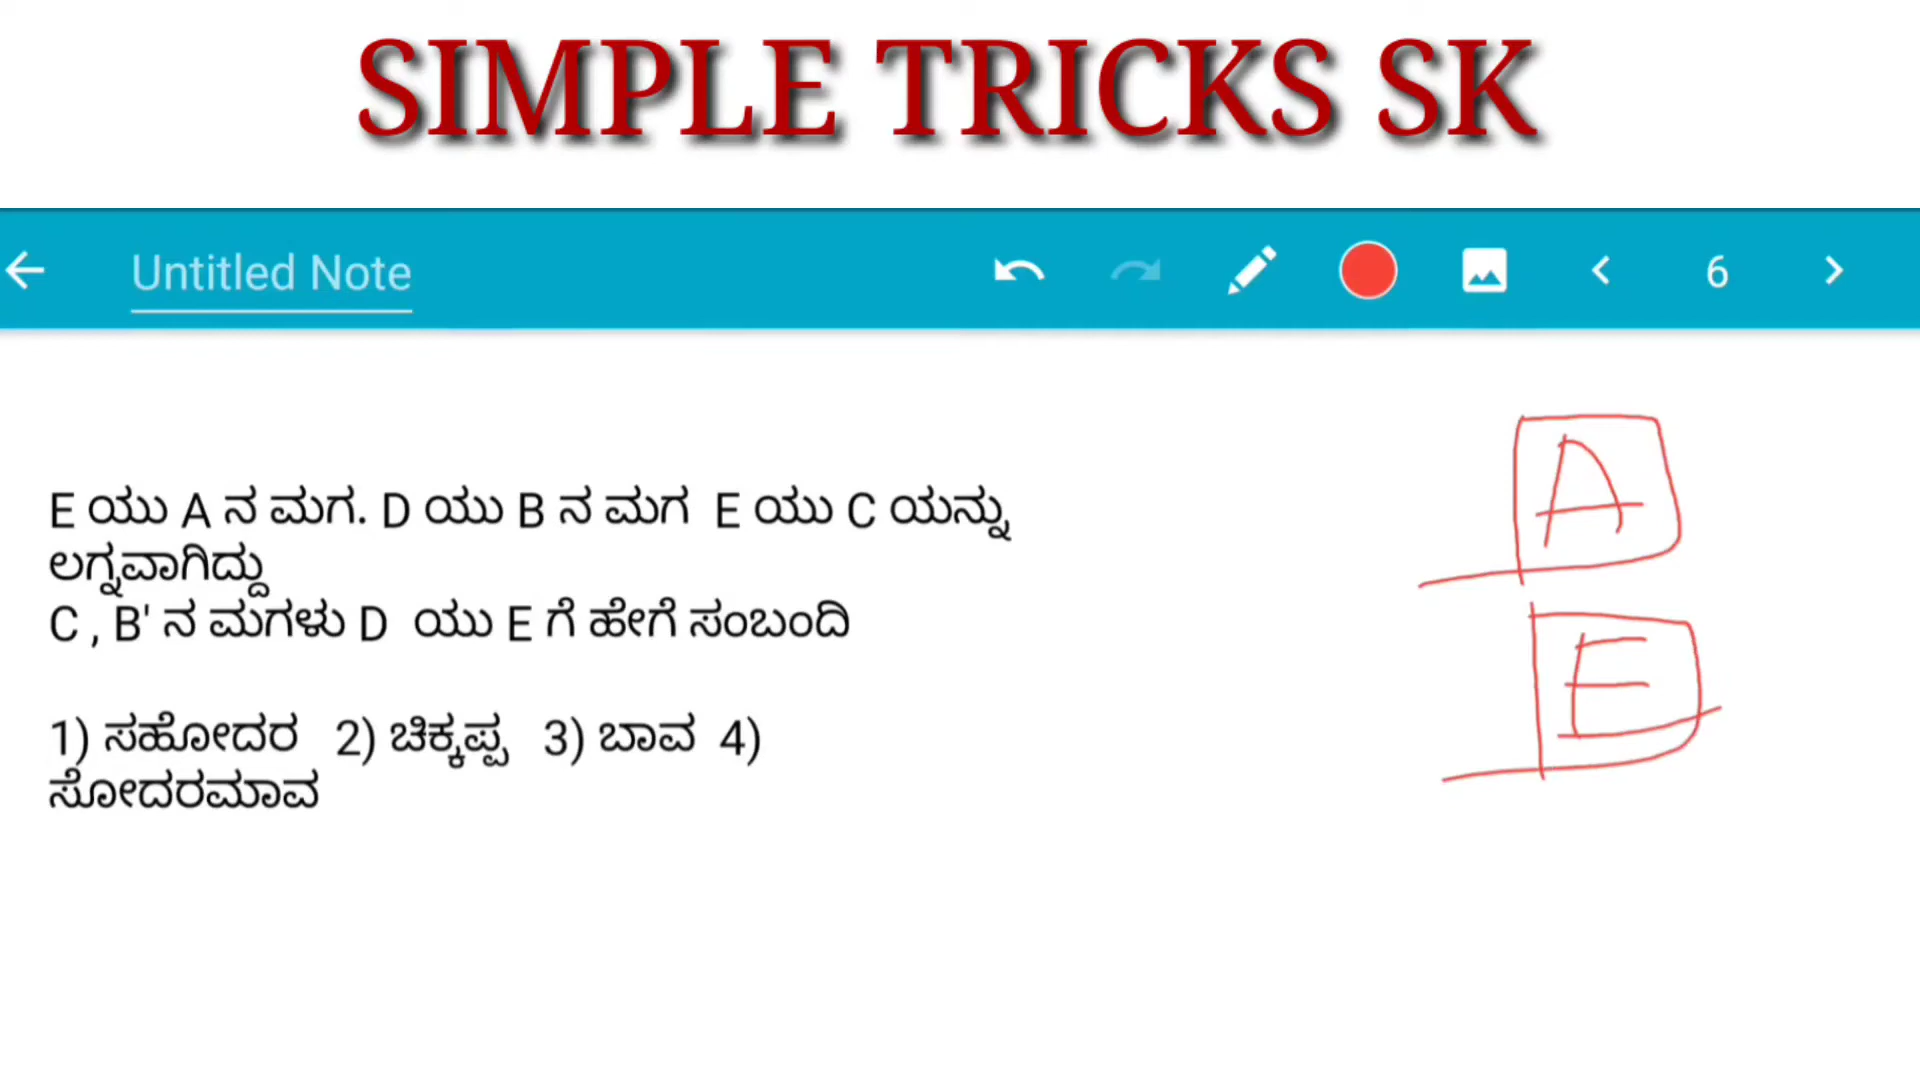 SIMPLE TRICKS SK
Untitled Note
6
E ಯು A ನ ಮಗ. D ಯು B ನ ಮಗ E ಯು C ಯನ್ನು
ಲಗ್ನವಾಗಿದ್ದು
C , B' ನ ಮಗಳು D ಯು E ಗೆ ಹೇಗೆ ಸಂಬಂದಿ
1) ಸಹೋದರ 2) ಚಿಕ್ಕಪ್ಪ 3) ಬಾವ 4)
ಸೋದರಮಾವ
A
E